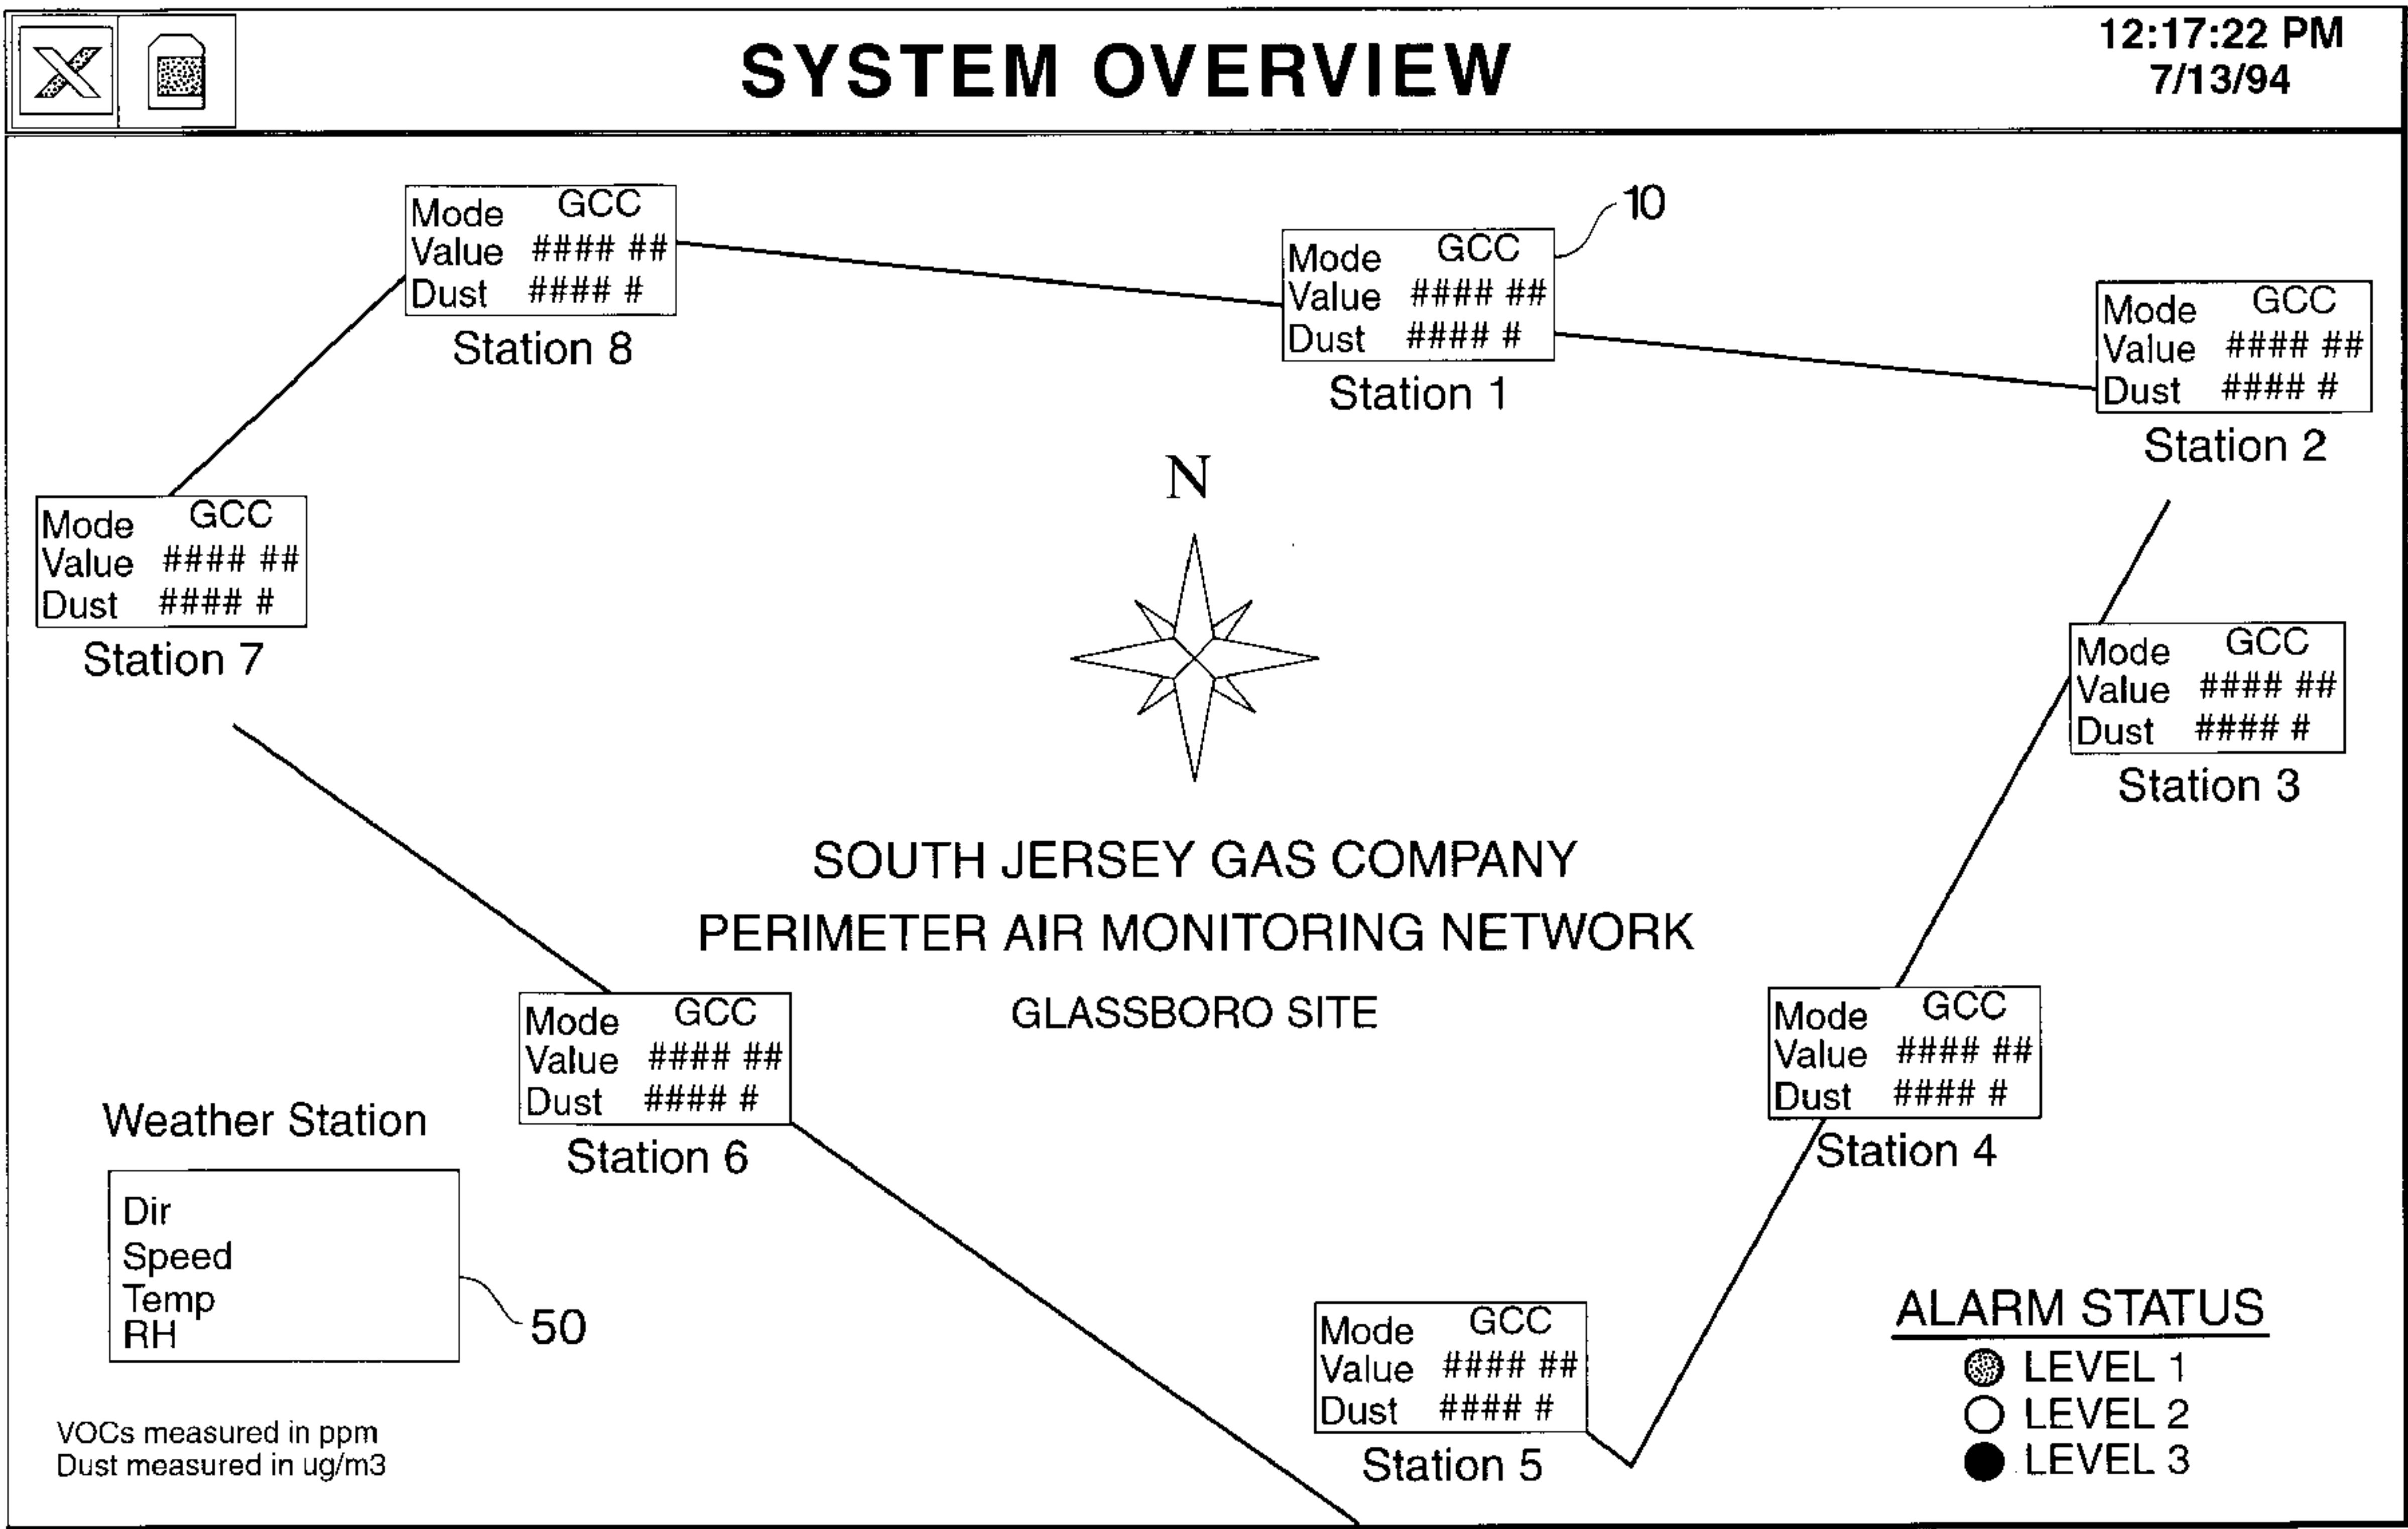 SYSTEM OVERVIEW
12:17:22 PM
7/13/94
Mode GCC
Value #### ##
Dust #### #
Station 8
10
Mode GCC
Value #### ##
Dust #### #
Station 1
Mode GCC
Value #### ##
Dust #### #
Station 2
N
Mode GCC
Value #### ##
Dust #### #
Station 7
Mode GCC
Value #### ##
Dust #### #
Station 3
SOUTH JERSEY GAS COMPANY
PERIMETER AIR MONITORING NETWORK
GLASSBORO SITE
Mode GCC
Value #### ##
Dust #### #
Station 6
Mode GCC
Value #### ##
Dust #### #
Station 4
Weather Station
Dir
Speed
Temp
RH
50
Mode GCC
Value #### ##
Dust #### #
Station 5
ALARM STATUS
LEVEL 1
LEVEL 2
LEVEL 3
VOCs measured in ppm
Dust measured in ug/m3